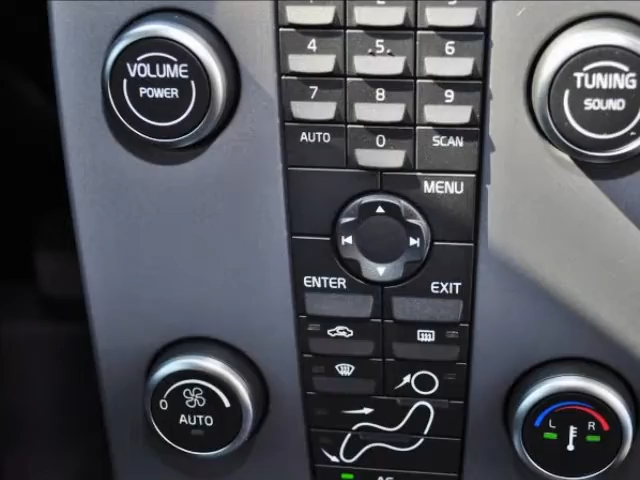 VOLUME
POWER
4 5 6
7 8 9
AUTO 0 SCAN
TUNING
SOUND
MENU
ENTER EXIT
0
AUTO
L R